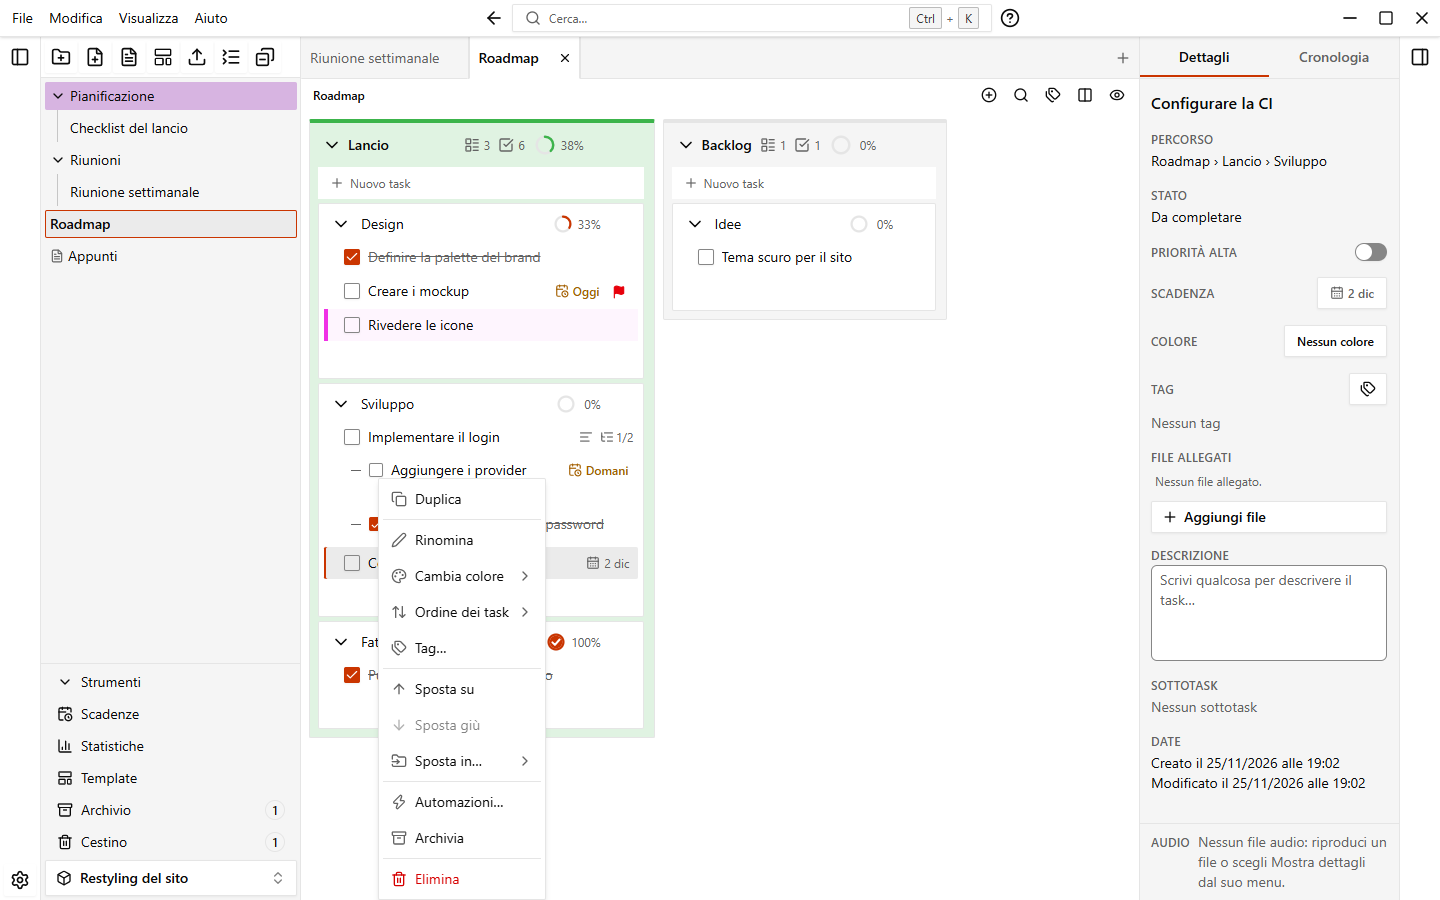 File Modifica Visualizza Aiuto
Cerca... Ctrl + K
Pianificazione
Checklist del lancio
Riunioni
Riunione settimanale
Roadmap
Appunti
Strumenti
Scadenze
Statistiche
Template
Archivio 1
Cestino 1
Restyling del sito
Riunione settimanale Roadmap
Roadmap
Lancio 3 6 38%
Nuovo task
Design 33%
Definire la palette del brand
Creare i mockup Oggi
Rivedere le icone
Sviluppo 0%
Implementare il login 1/2
Aggiungere i provider Domani
password
2 dic
100%
Backlog 1 1 0%
Nuovo task
Idee 0%
Tema scuro per il sito
Duplica
Rinomina
Cambia colore
Ordine dei task
Tag...
Sposta su
Sposta giù
Sposta in...
Automazioni...
Archivia
Elimina
Dettagli Cronologia
Configurare la CI
PERCORSO
Roadmap › Lancio › Sviluppo
STATO
Da completare
PRIORITÀ ALTA
SCADENZA 2 dic
COLORE Nessun colore
TAG
Nessun tag
FILE ALLEGATI
Nessun file allegato.
Aggiungi file
DESCRIZIONE
Scrivi qualcosa per descrivere il
task...
SOTTOTASK
Nessun sottotask
DATE
Creato il 25/11/2026 alle 19:02
Modificato il 25/11/2026 alle 19:02
AUDIO Nessun file audio: riproduci un
file o scegli Mostra dettagli
dal suo menu.